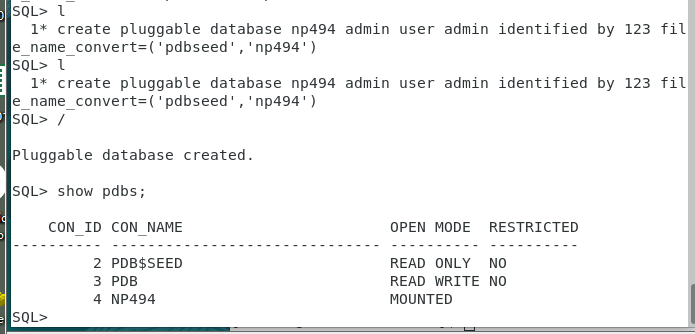 SQL> l
  1* create pluggable database np494 admin user admin identified by 123 fil
e_name_convert=('pdbseed','np494')
SQL> l
  1* create pluggable database np494 admin user admin identified by 123 fil
e_name_convert=('pdbseed','np494')
SQL> /
Pluggable database created.
SQL> show pdbs;
    CON_ID CON_NAME                       OPEN MODE  RESTRICTED
---------- ------------------------------ ---------- ----------
         2 PDB$SEED                       READ ONLY  NO
         3 PDB                            READ WRITE NO
         4 NP494                          MOUNTED
SQL>